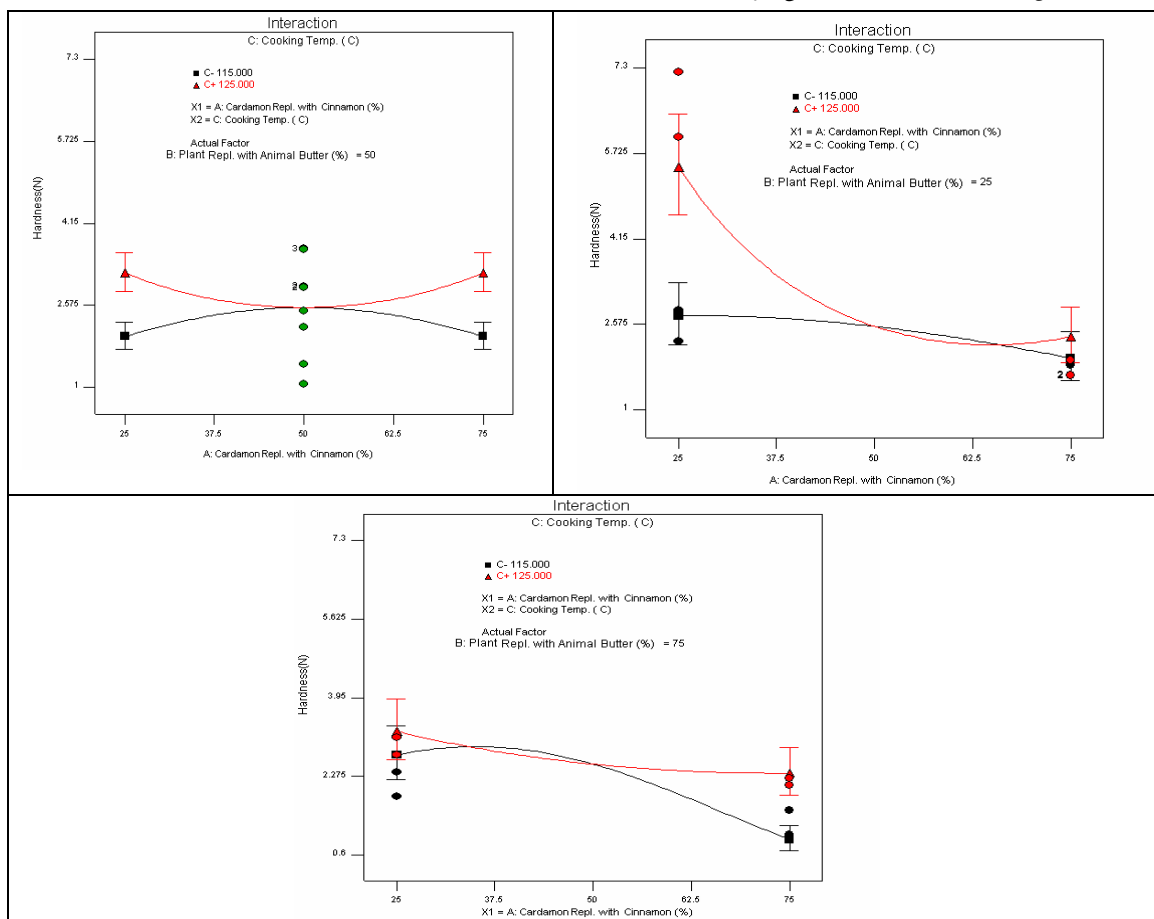 Interaction
C: Cooking Temp. ( C)
7.3
5.725
4.15
2.575
1
Hardness(N)
C- 115.000
C+ 125.000
X1 = A: Cardamon Repl. with Cinnamon (%)
X2 = C: Cooking Temp. ( C)
Actual Factor
B: Plant Repl. with Animal Butter (%) = 50
3
2
25
37.5
50
62.5
75
A: Cardamon Repl. with Cinnamon (%)
Interaction
C: Cooking Temp. ( C)
7.3
5.725
4.15
2.575
1
Hardness(N)
C- 115.000
C+ 125.000
X1 = A: Cardamon Repl. with Cinnamon (%)
X2 = C: Cooking Temp. ( C)
Actual Factor
B: Plant Repl. with Animal Butter (%) = 25
2
25
37.5
50
62.5
75
A: Cardamon Repl. with Cinnamon (%)
Interaction
C: Cooking Temp. ( C)
7.3
5.625
3.95
2.275
0.6
Hardness(N)
C- 115.000
C+ 125.000
X1 = A: Cardamon Repl. with Cinnamon (%)
X2 = C: Cooking Temp. ( C)
Actual Factor
B: Plant Repl. with Animal Butter (%) = 75
25
37.5
50
62.5
75
X1 = A: Cardamon Repl. with Cinnamon (%)